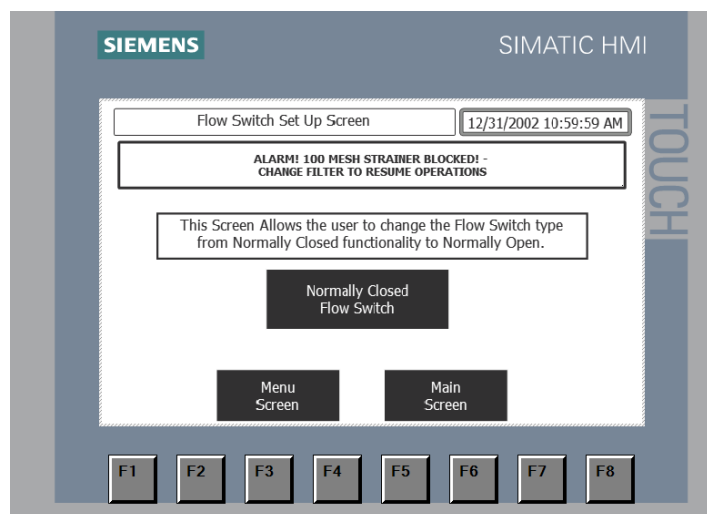 SIEMENS
SIMATIC HMI
Flow Switch Set Up Screen
12/31/2002 10:59:59 AM
TOUCH
ALARM! 100 MESH STRAINER BLOCKED! -
CHANGE FILTER TO RESUME OPERATIONS
This Screen Allows the user to change the Flow Switch type
from Normally Closed functionality to Normally Open.
Normally Closed
Flow Switch
Menu
Screen
Main
Screen
F1
F2
F3
F4
F5
F6
F7
F8